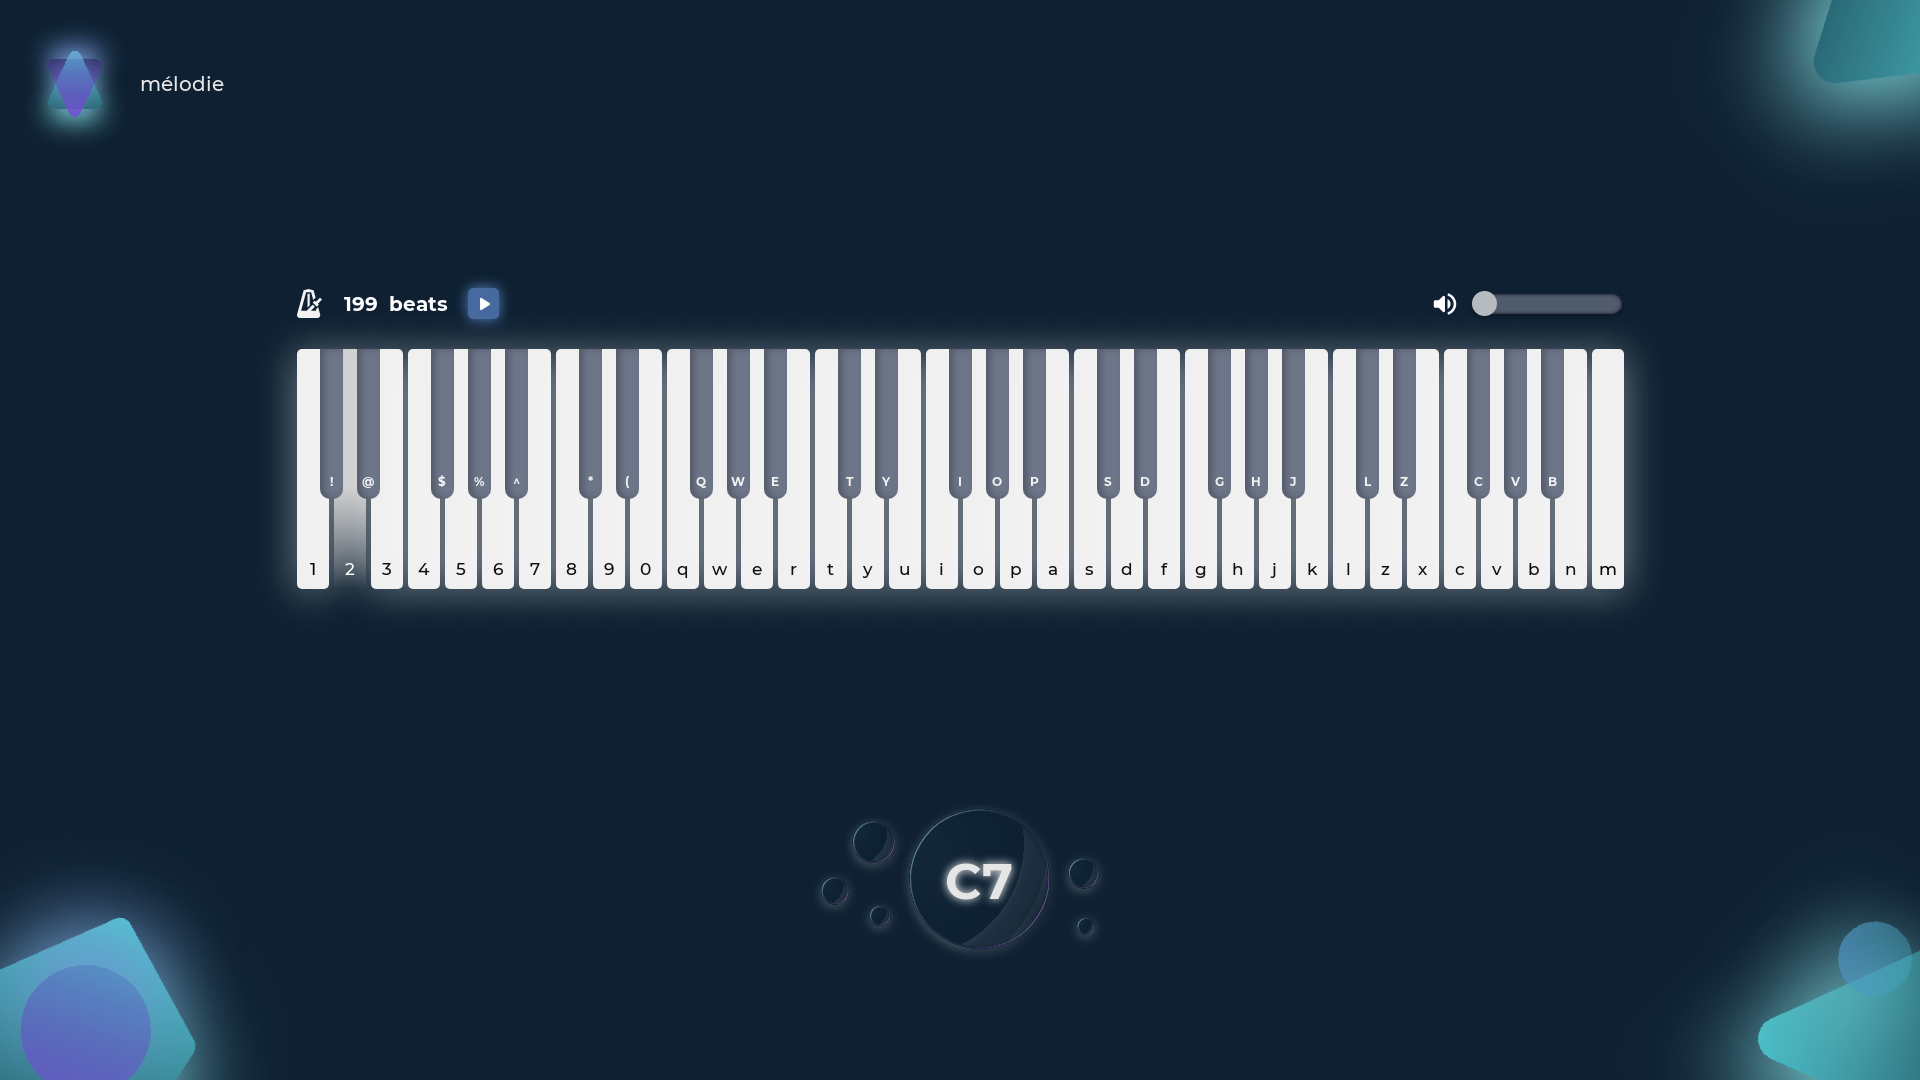 mélodie
199 beats
! @ $ % ^ * ( Q W E T Y I O P S D G H J L Z C V B
1 2 3 4 5 6 7 8 9 0 q w e r t y u i o p a s d f g h j k l z x c v b n m
C7